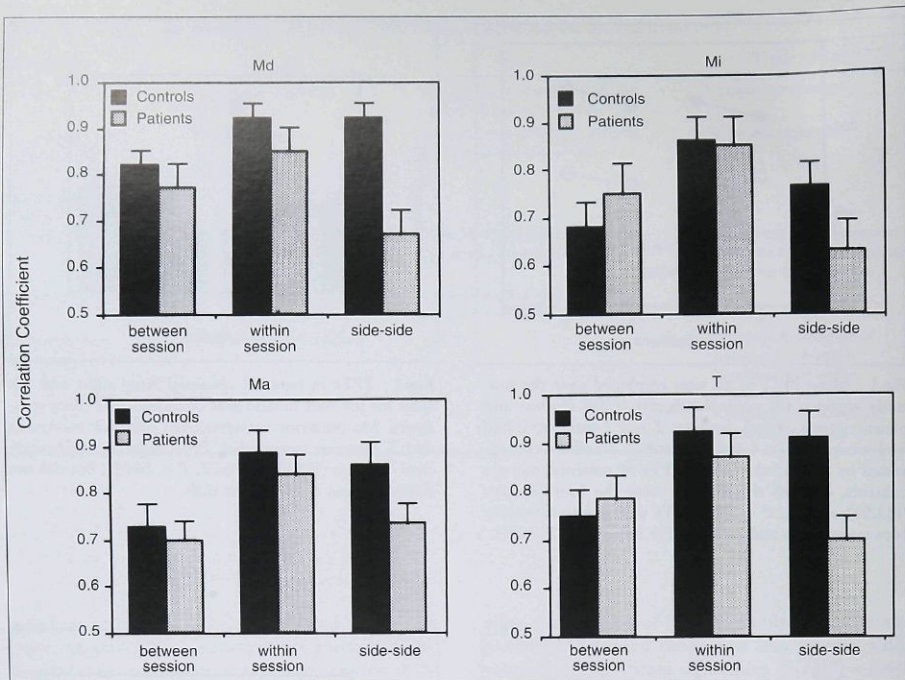 Correlation Coefficient
Md
1.0
0.9
0.8
0.7
0.6
0.5
Controls
Patients
between session
within session
side-side
Mi
1.0
0.9
0.8
0.7
0.6
0.5
Controls
Patients
between session
within session
side-side
Ma
1.0
0.9
0.8
0.7
0.6
0.5
Controls
Patients
between session
within session
side-side
T
1.0
0.9
0.8
0.7
0.6
0.5
Controls
Patients
between session
within session
side-side